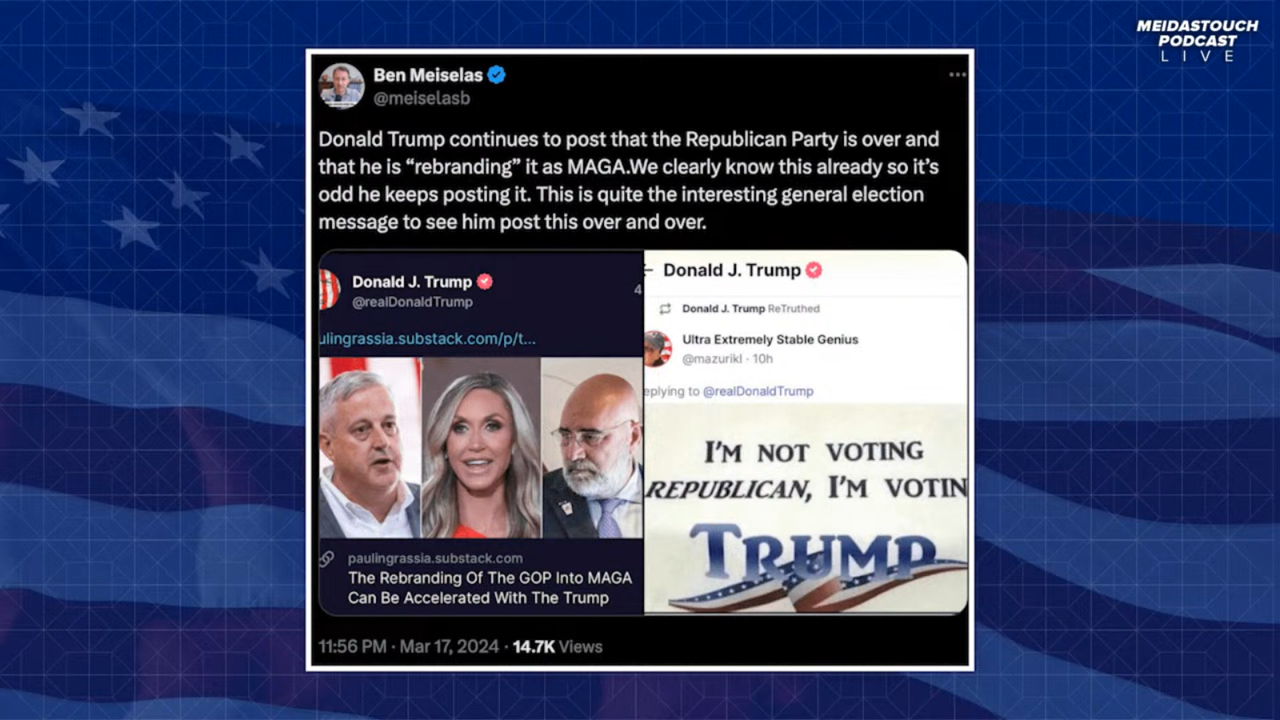 MEIDASTOUCH
PODCAST
LIVE
Ben Meiselas
@meiselasb
Donald Trump continues to post that the Republican Party is over and
that he is “rebranding” it as MAGA.We clearly know this already so it’s
odd he keeps posting it. This is quite the interesting general election
message to see him post this over and over.
Donald J. Trump
@realDonaldTrump
4
ulingrassia.substack.com/p/t...
paulingrassia.substack.com
The Rebranding Of The GOP Into MAGA
Can Be Accelerated With The Trump
Donald J. Trump
Donald J. Trump ReTruthed
Ultra Extremely Stable Genius
@mazurikl · 10h
eplying to @realDonaldTrump
I'M NOT VOTING
REPUBLICAN, I'M VOTIN
TRUMP
11:56 PM · Mar 17, 2024 · 14.7K Views